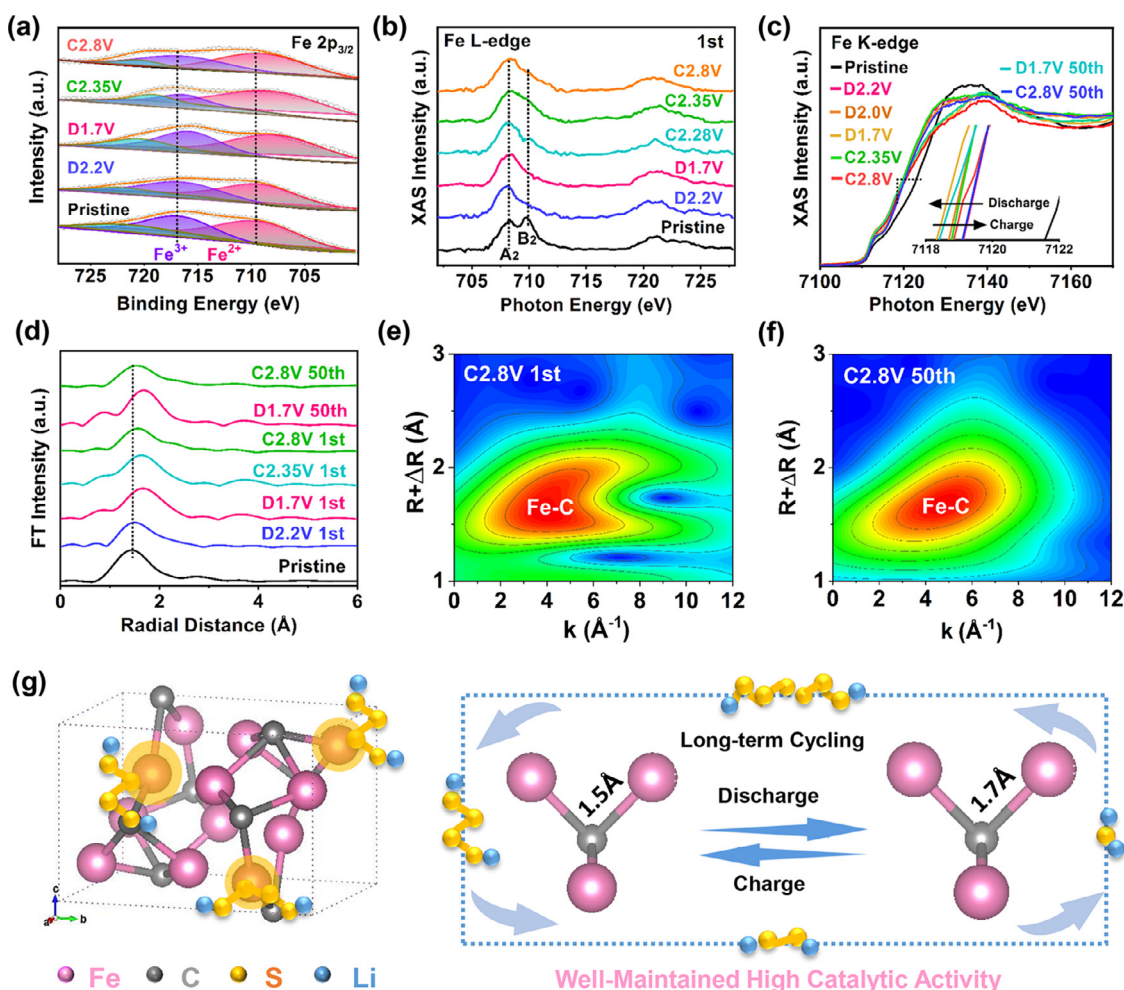 (a)
Fe 2p3/2
C2.8V
C2.35V
D1.7V
D2.2V
Pristine
Fe3+
Fe2+
Intensity (a.u.)
725 720 715 710 705
Binding Energy (eV)
(b)
Fe L-edge 1st
C2.8V
C2.35V
C2.28V
D1.7V
D2.2V
Pristine
A2
B2
XAS Intensity (a.u.)
705 710 715 720 725
Photon Energy (eV)
(c)
Fe K-edge
Pristine
D2.2V
D2.0V
D1.7V
C2.35V
C2.8V
D1.7V 50th
C2.8V 50th
Discharge
Charge
7118 7120 7122
XAS Intensity (a.u.)
7100 7120 7140 7160
Photon Energy (eV)
(d)
C2.8V 50th
D1.7V 50th
C2.8V 1st
C2.35V 1st
D1.7V 1st
D2.2V 1st
Pristine
FT Intensity (a.u.)
0 2 4 6
Radial Distance (Å)
(e)
C2.8V 1st
Fe-C
R+ΔR (Å)
3
2
1
0 2 4 6 8 10 12
k (Å-1)
(f)
C2.8V 50th
Fe-C
R+ΔR (Å)
3
2
1
0 2 4 6 8 10 12
k (Å-1)
(g)
c
a
b
Fe C S Li
Long-term Cycling
1.5Å
Discharge
Charge
1.7Å
Well-Maintained High Catalytic Activity